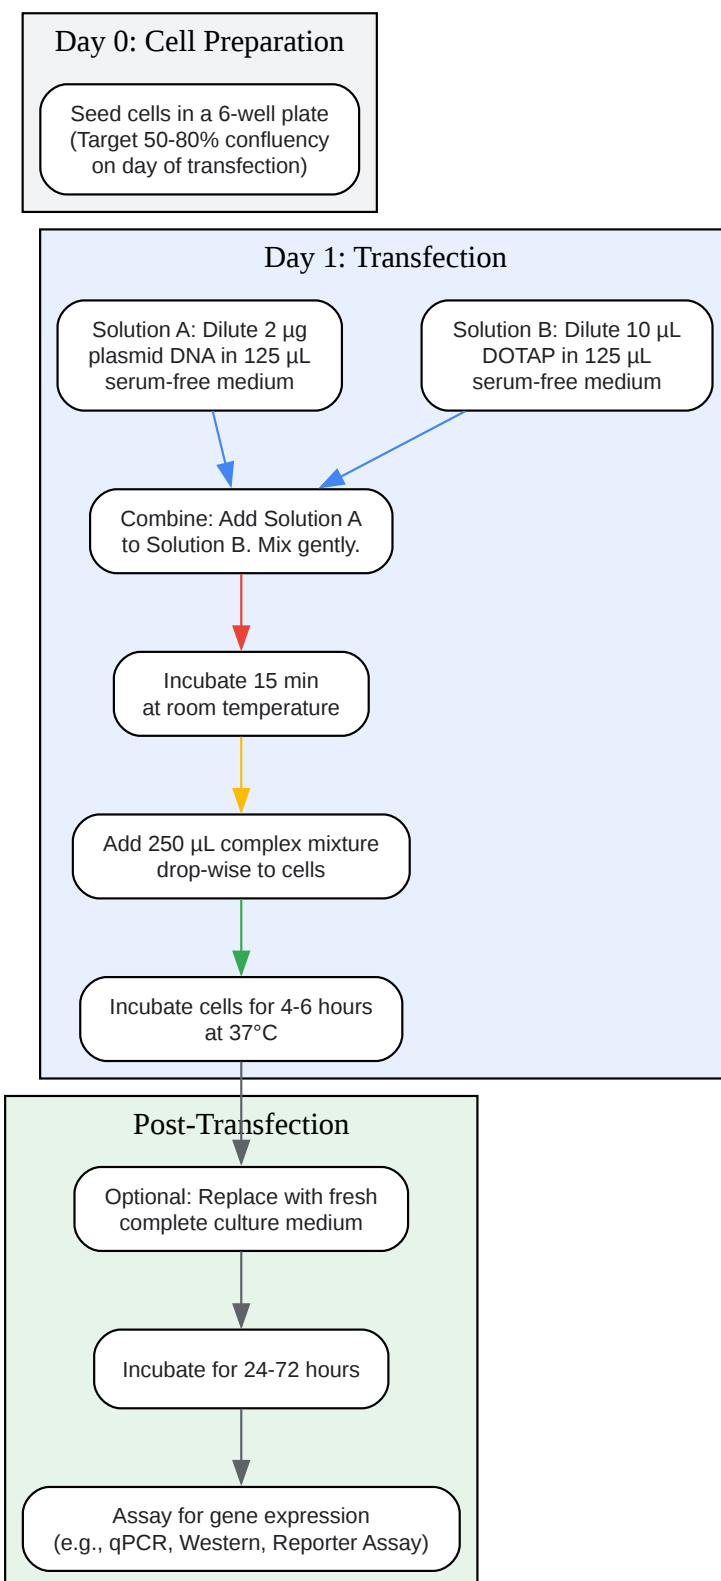 Day 0: Cell Preparation
Seed cells in a 6-well plate
(Target 50-80% confluency
on day of transfection)
Day 1: Transfection
Solution A: Dilute 2 µg
plasmid DNA in 125 µL
serum-free medium
Solution B: Dilute 10 µL
DOTAP in 125 µL
serum-free medium
Combine: Add Solution A
to Solution B. Mix gently.
Incubate 15 min
at room temperature
Add 250 µL complex mixture
drop-wise to cells
Incubate cells for 4-6 hours
at 37°C
Post-Transfection
Optional: Replace with fresh
complete culture medium
Incubate for 24-72 hours
Assay for gene expression
(e.g., qPCR, Western, Reporter Assay)